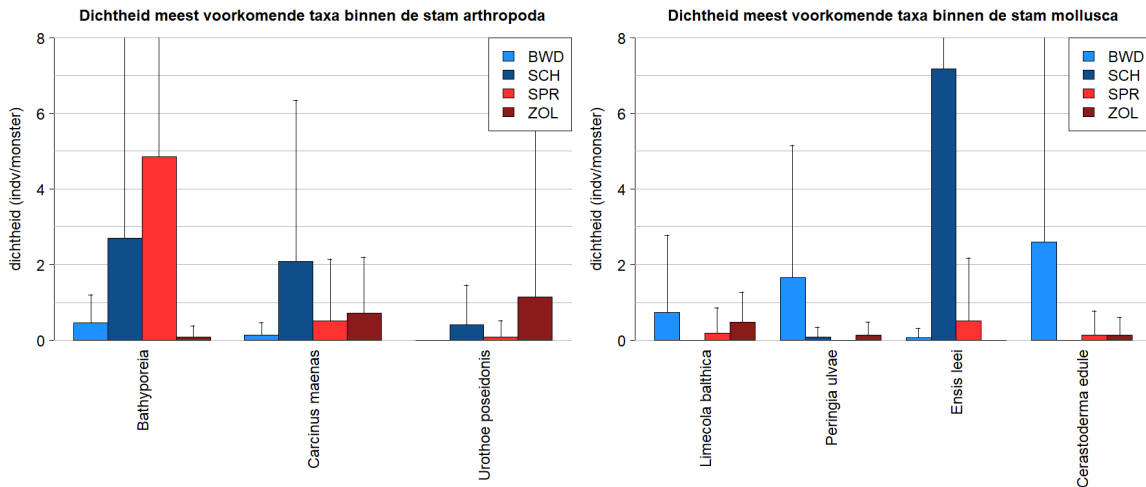 Dichtheid meest voorkomende taxa binnen de stam arthropoda
dichtheid (indv/monster)
8
6
4
2
0
BWD
SCH
SPR
ZOL
Bathyporeia
Carcinus maenas
Urothoe poseidonis
Dichtheid meest voorkomende taxa binnen de stam mollusca
dichtheid (indv/monster)
8
6
4
2
0
BWD
SCH
SPR
ZOL
Limecola balthica
Peringia ulvae
Ensis leei
Cerastoderma edule